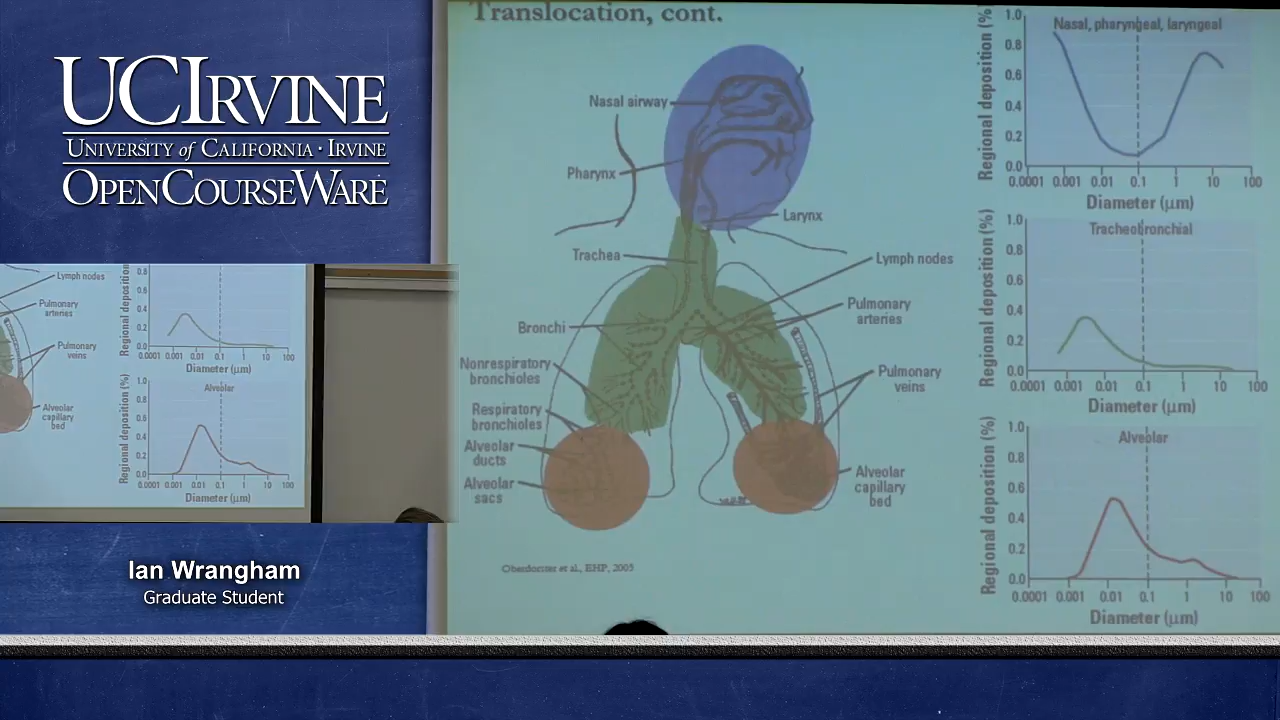 UCIRVINE
UNIVERSITY of CALIFORNIA · IRVINE
OPENCOURSEWARE
Lymph nodes
Pulmonary
arteries
Pulmonary
veins
Alveolar
capillary
bed
Regional deposition (%)
0.8
0.6
0.4
0.2
0.0
0.0001 0.001 0.01 0.1 1 10 100
Diameter (μm)
Regional deposition (%)
Alveolar
1.0
0.8
0.6
0.4
0.2
0.0
0.0001 0.001 0.01 0.1 1 10 100
Diameter (μm)
Ian Wrangham
Graduate Student
Translocation, cont.
Nasal airway
Pharynx
Larynx
Trachea
Lymph nodes
Pulmonary
arteries
Bronchi
Nonrespiratory
bronchioles
Pulmonary
veins
Respiratory
bronchioles
Alveolar
ducts
Alveolar
sacs
Alveolar
capillary
bed
Oberdorster et al., EHP, 2005
Regional deposition (%)
Nasal, pharyngeal, laryngeal
1.0
0.8
0.6
0.4
0.2
0.0
0.0001 0.001 0.01 0.1 1 10 100
Diameter (μm)
Regional deposition (%)
Tracheobronchial
1.0
0.8
0.6
0.4
0.2
0.0
0.0001 0.001 0.01 0.1 1 10 100
Diameter (μm)
Regional deposition (%)
Alveolar
1.0
0.8
0.6
0.4
0.2
0.0
0.0001 0.001 0.01 0.1 1 10 100
Diameter (μm)